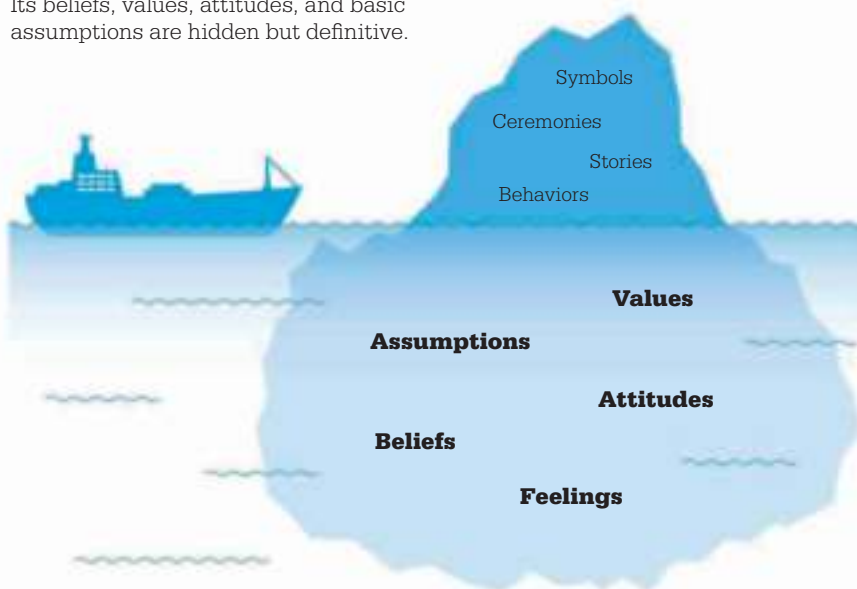 Its beliefs, values, attitudes, and basic
assumptions are hidden but definitive.
Symbols
Ceremonies
Stories
Behaviors
Values
Assumptions
Attitudes
Beliefs
Feelings